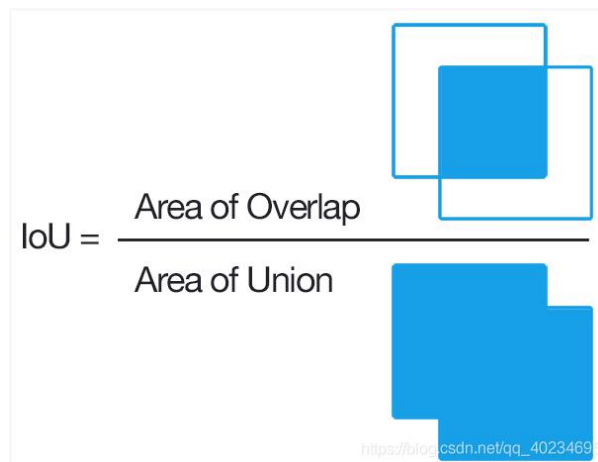 Area of Overlap
IoU =
Area of Union
https://blog.csdn.net/qq_4023469